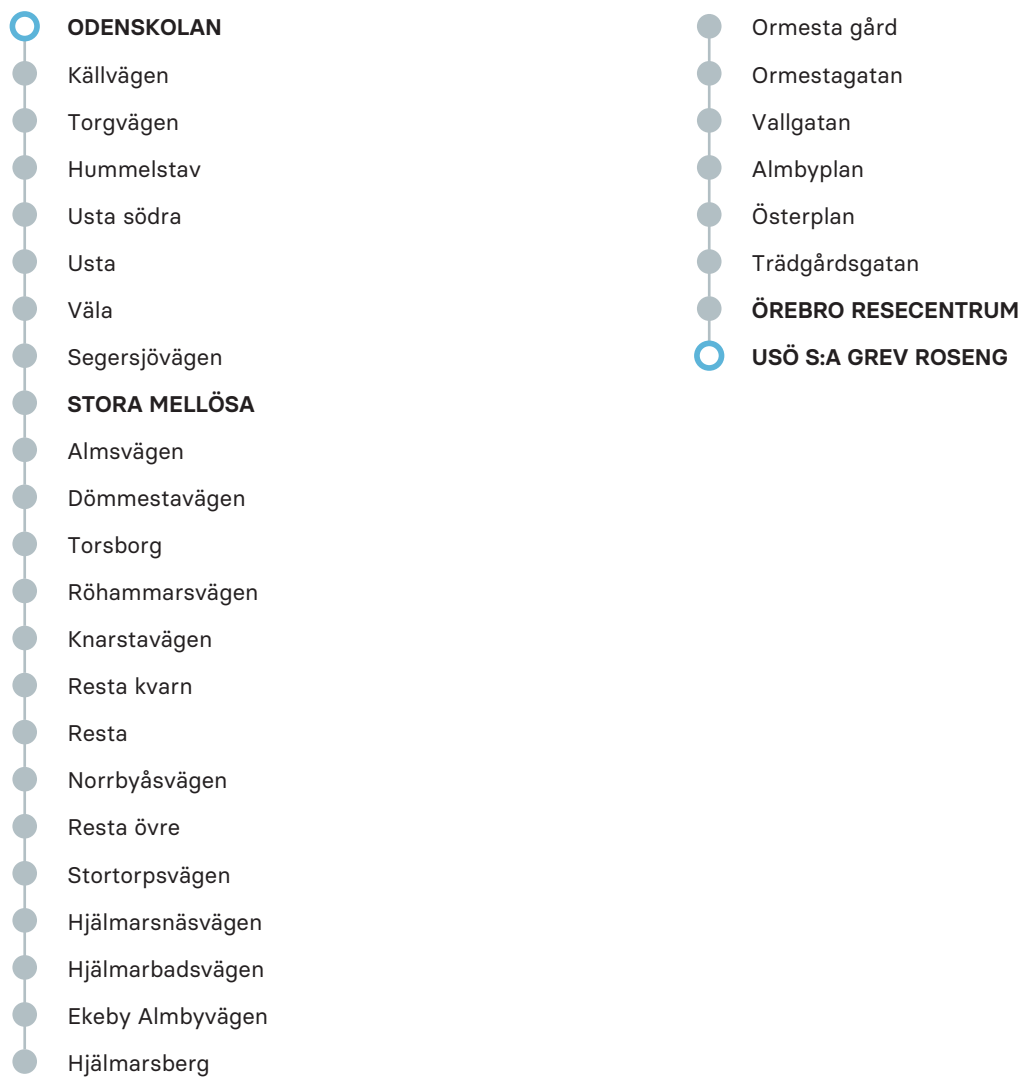 ODENSKOLAN
Källvägen
Torgvägen
Hummelstav
Usta södra
Usta
Väla
Segersjövägen
STORA MELLÖSA
Almsvägen
Dömmestavägen
Torsborg
Röhammarsvägen
Knarstavägen
Resta kvarn
Resta
Norrbyåsvägen
Resta övre
Stortorpsvägen
Hjälmarsnäsvägen
Hjälmarbadsvägen
Ekeby Almbyvägen
Hjälmarsberg
Ormesta gård
Ormestagatan
Vallgatan
Almbyplan
Österplan
Trädgårdsgatan
ÖREBRO RESECENTRUM
USÖ S:A GREV ROSENG